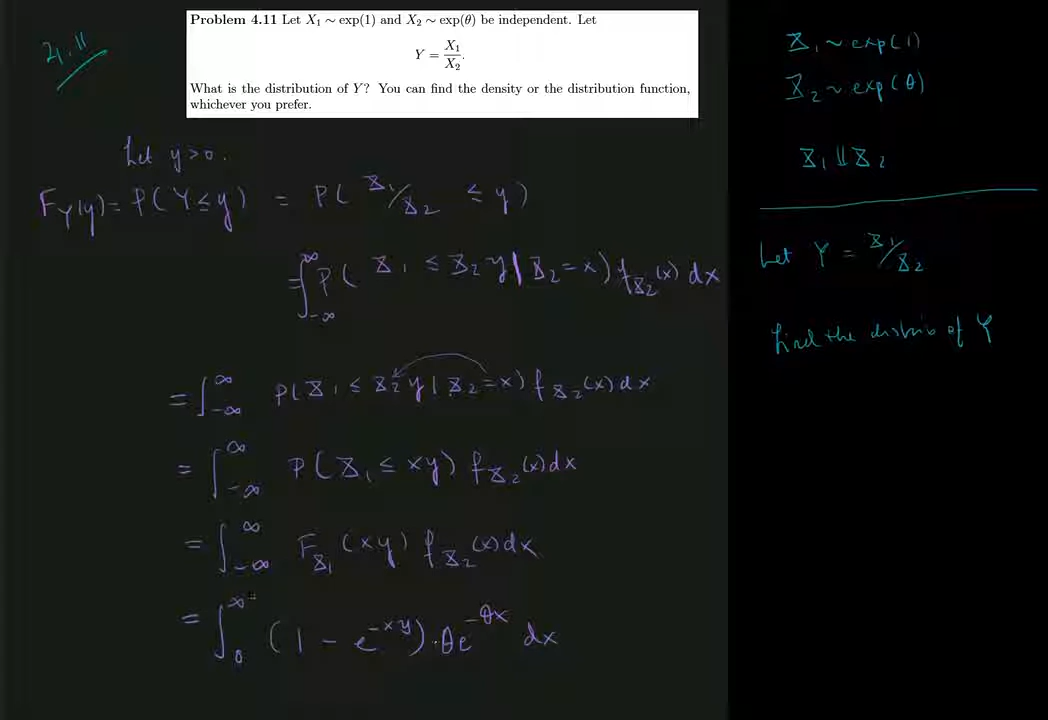 4.11
Problem 4.11 Let X₁ ∼ exp(1) and X₂ ∼ exp(θ) be independent. Let
Y = X₁/X₂.
What is the distribution of Y? You can find the density or the distribution function,
whichever you prefer.
Let y>0.
F_Y(y) = P(Y ≤ y) = P( X₁/X₂ ≤ y)
= ∫_{-∞}^{∞} P( X₁ ≤ X₂ y | X₂ = x) f_{X₂}(x) dx
= ∫_{-∞}^{∞} P(X₁ ≤ X₂ y | X₂ = x) f_{X₂}(x) dx
= ∫_{-∞}^{∞} P(X₁ ≤ xy) f_{X₂}(x) dx
= ∫_{-∞}^{∞} F_{X₁}(xy) f_{X₂}(x) dx
= ∫_{0}^{∞} (1 - e^{-xy}) · θe^{-θx} dx
X₁ ~ exp(1)
X₂ ~ exp(θ)
X₁ ⫫ X₂
Let Y = X₁/X₂
find the distrib of Y